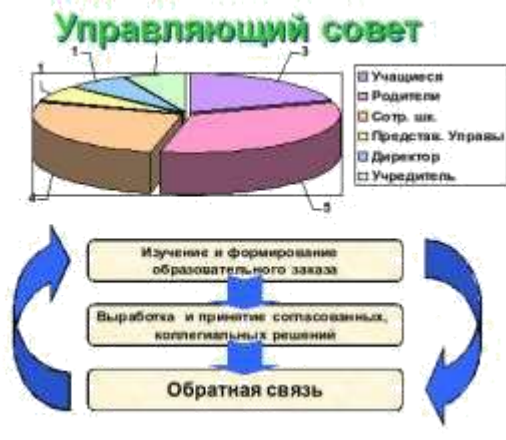 Управляющий совет
1
3
1
4
5
Учащиеся
Родители
Сотр. шк.
Представ. Управы
Директор
Учредитель
Изучение и формирование
образовательного заказа
Выработка и принятие согласованных,
коллегиальных решений
Обратная связь